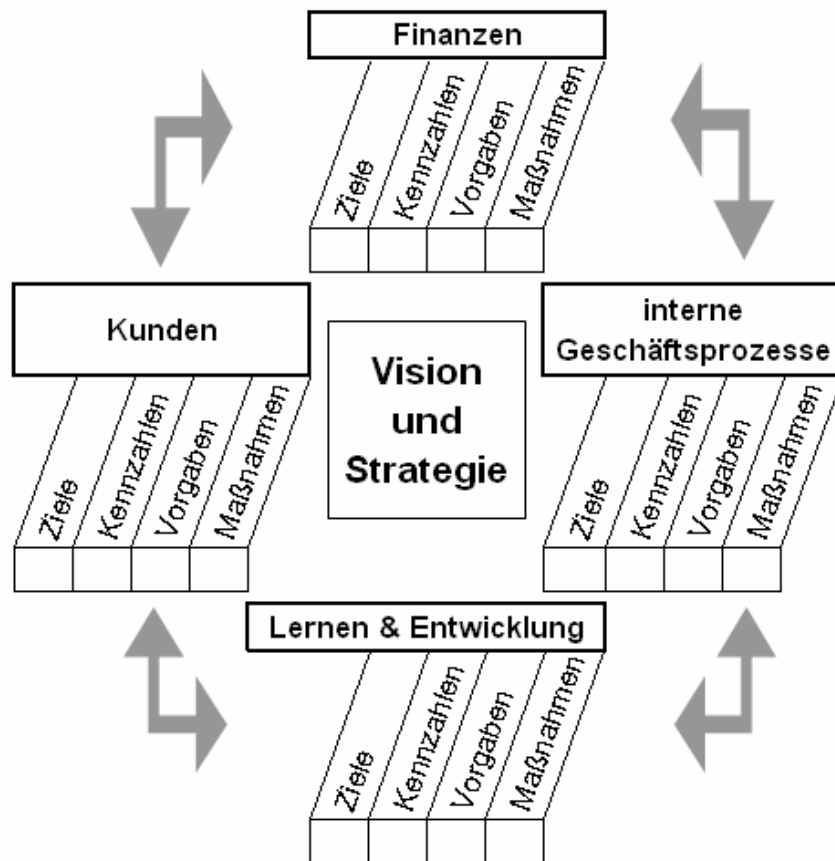 Finanzen
Ziele
Kennzahlen
Vorgaben
Maßnahmen
Kunden
Ziele
Kennzahlen
Vorgaben
Maßnahmen
Vision
und
Strategie
interne
Geschäftsprozesse
Ziele
Kennzahlen
Vorgaben
Maßnahmen
Lernen & Entwicklung
Ziele
Kennzahlen
Vorgaben
Maßnahmen